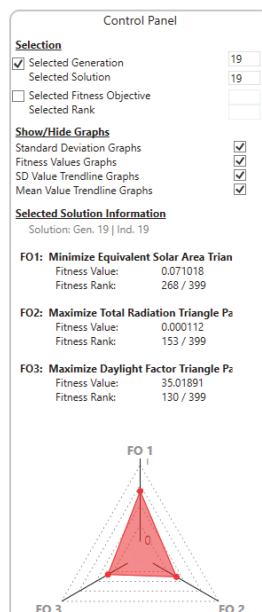 Control Panel
Selection
Selected Generation 19
Selected Solution 19
Selected Fitness Objective
Selected Rank
Show/Hide Graphs
Standard Deviation Graphs
Fitness Values Graphs
SD Value Trendline Graphs
Mean Value Trendline Graphs
Selected Solution Information
Solution: Gen. 19 | Ind. 19
FO1: Minimize Equivalent Solar Area Trian
Fitness Value: 0.071018
Fitness Rank: 268 / 399
FO2: Maximize Total Radiation Triangle Pa
Fitness Value: 0.000112
Fitness Rank: 153 / 399
FO3: Maximize Daylight Factor Triangle Pa
Fitness Value: 35.01891
Fitness Rank: 130 / 399
FO 1
0
FO 3 FO 2